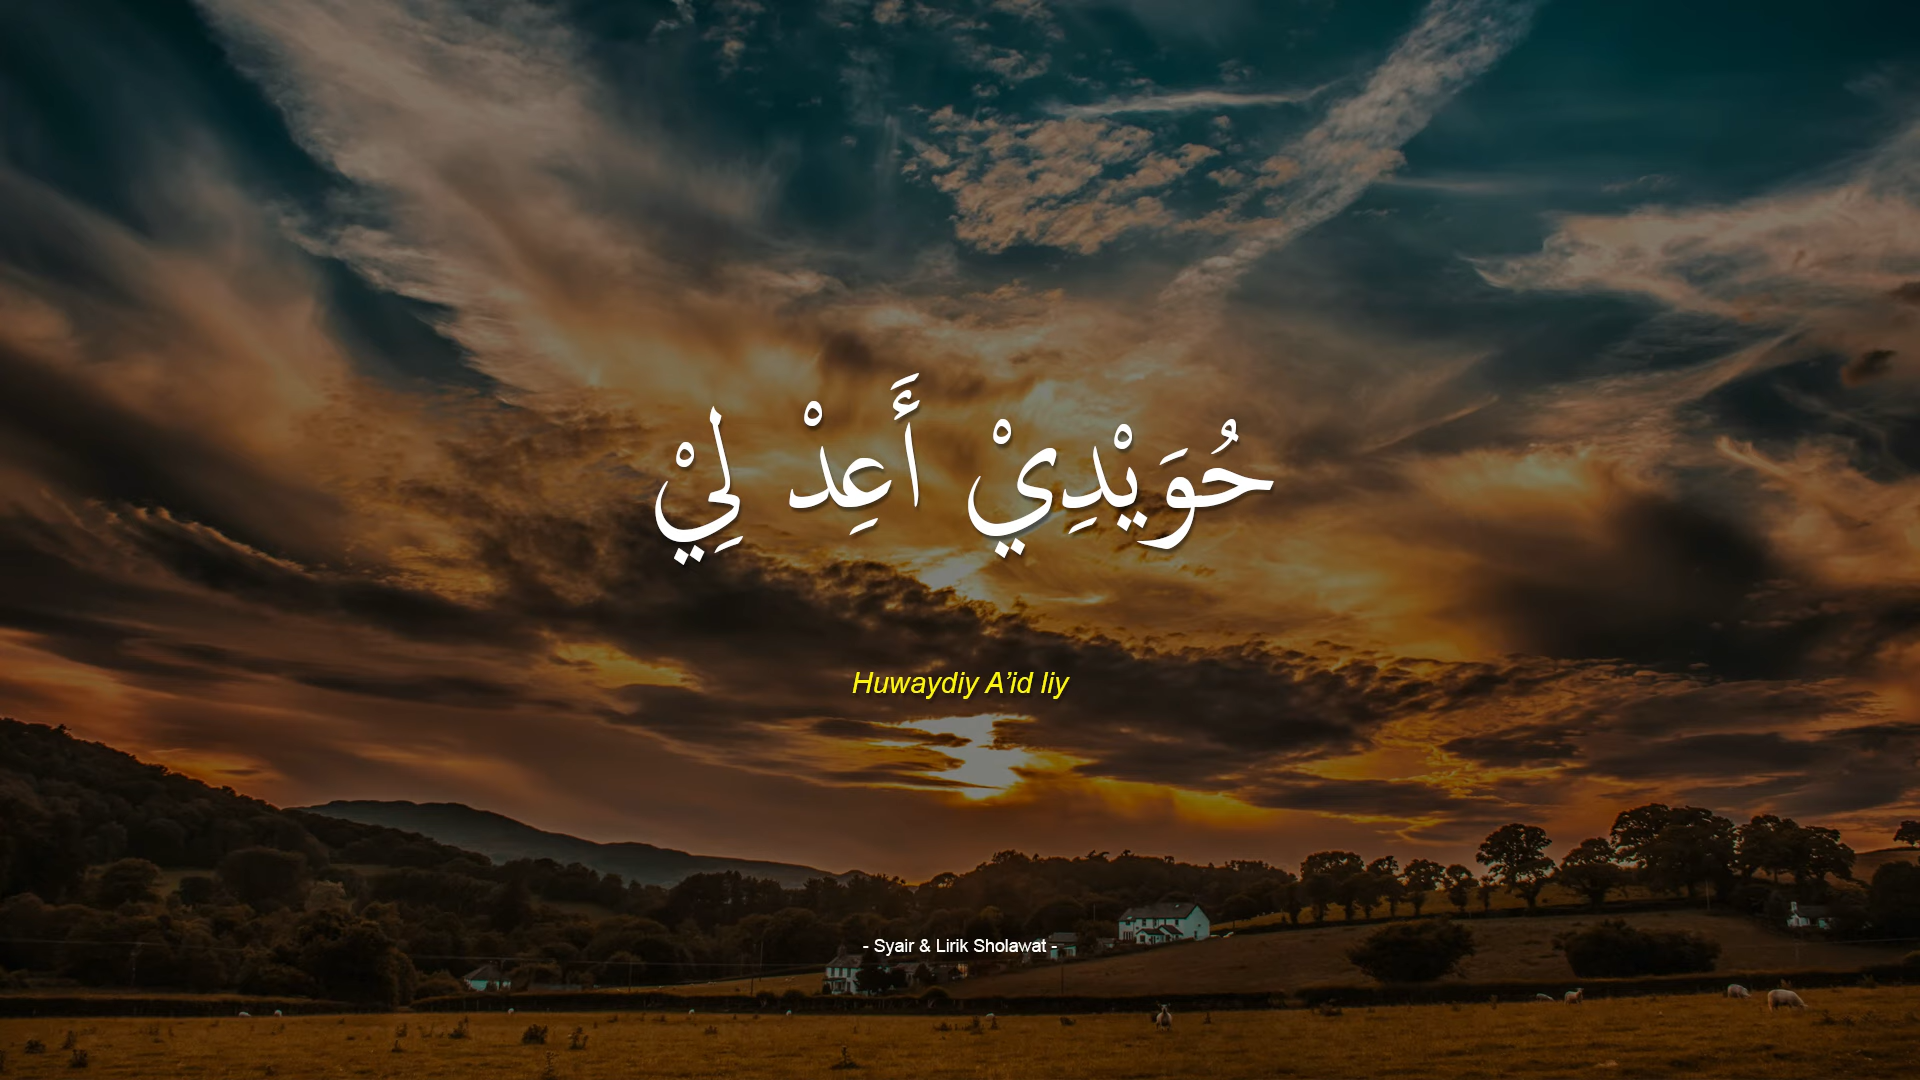 حُوَيْدِيْ أَعِدْ لِيْ
Huwaydiy A’id liy
- Syair & Lirik Sholawat -